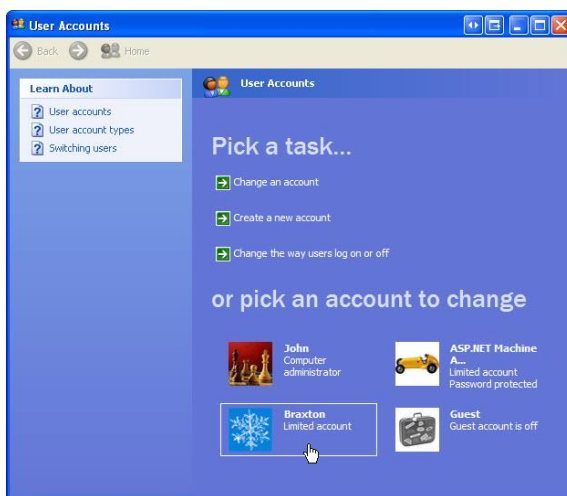 User Accounts
Back Home
Learn About
User accounts
User account types
Switching users
User Accounts
Pick a task...
Change an account
Create a new account
Change the way users log on or off
or pick an account to change
John
Computer
administrator
ASP.NET Machine
A...
Limited account
Password protected
Braxton
Limited account
Guest
Guest account is off